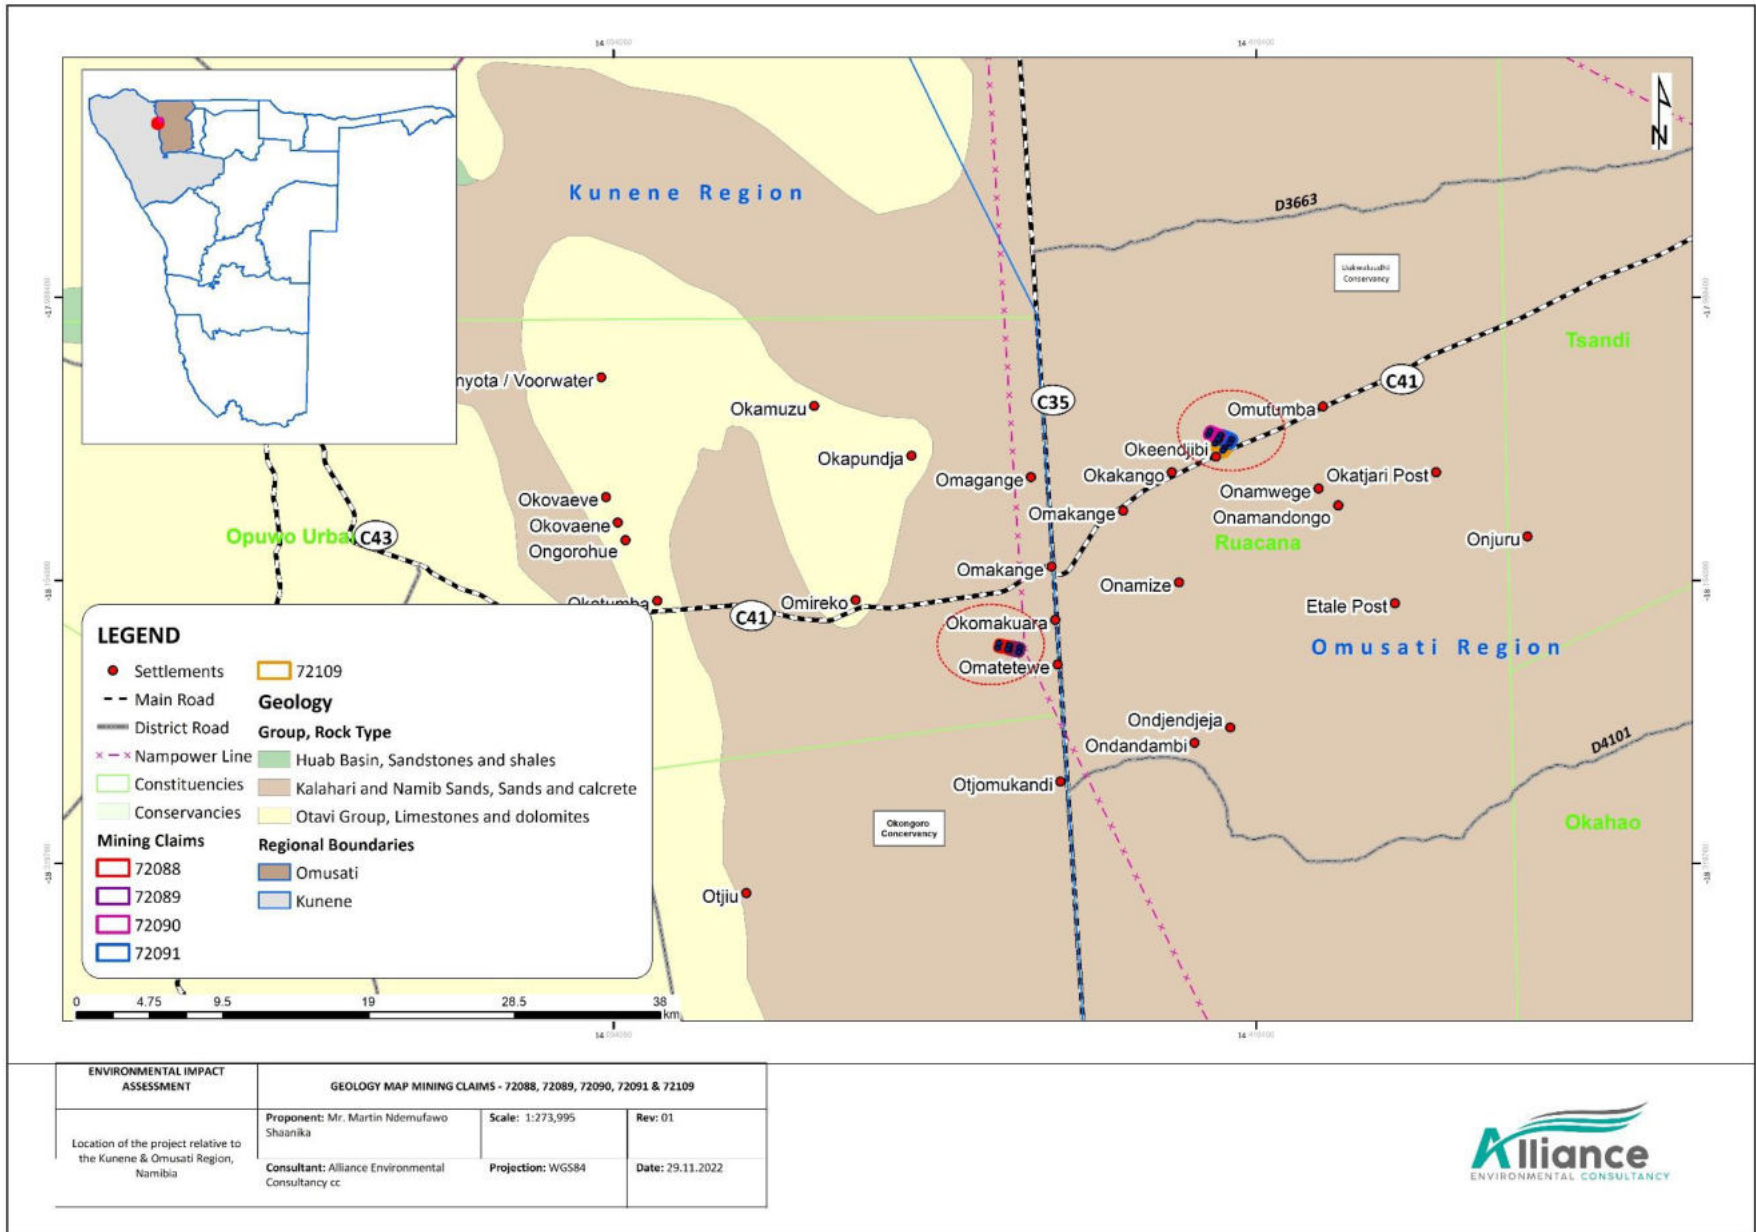 Kunene Region
D3663
Uukwaluudhi
Conservancy
Tsandi
C41
C35
nyota / Voorwater
Okamuzu
Omutumba
Okapundja
Okeendjibi
Omagange
Okakango
Okatjari Post
Onamwege
Okovaeve
Omakange
Onamandongo
Okovaene
Opuwo Urba
C43
Ruacana
Onjuru
Ongorohue
Omakange
Onamize
Okotumba
Omireko
Etale Post
C41
Okomakuara
Omusati Region
Omatetewe
Ondjendjeja
Ondandambi
D4101
Otjomukandi
Okongoro
Concervancy
Okahao
Otjiu
N
LEGEND
Settlements
Main Road
District Road
Nampower Line
Constituencies
Conservancies
Mining Claims
72088
72089
72090
72091
72109
Geology
Group, Rock Type
Huab Basin, Sandstones and shales
Kalahari and Namib Sands, Sands and calcrete
Otavi Group, Limestones and dolomites
Regional Boundaries
Omusati
Kunene
0 4.75 9.5 19 28.5 38
km
ENVIRONMENTAL IMPACT
ASSESSMENT
GEOLOGY MAP MINING CLAIMS - 72088, 72089, 72090, 72091 & 72109
Location of the project relative to
the Kunene & Omusati Region,
Namibia
Proponent: Mr. Martin Ndemufawo
Shaanika
Scale: 1:273,995
Rev: 01
Consultant: Alliance Environmental
Consultancy cc
Projection: WGS84
Date: 29.11.2022
Alliance
ENVIRONMENTAL CONSULTANCY